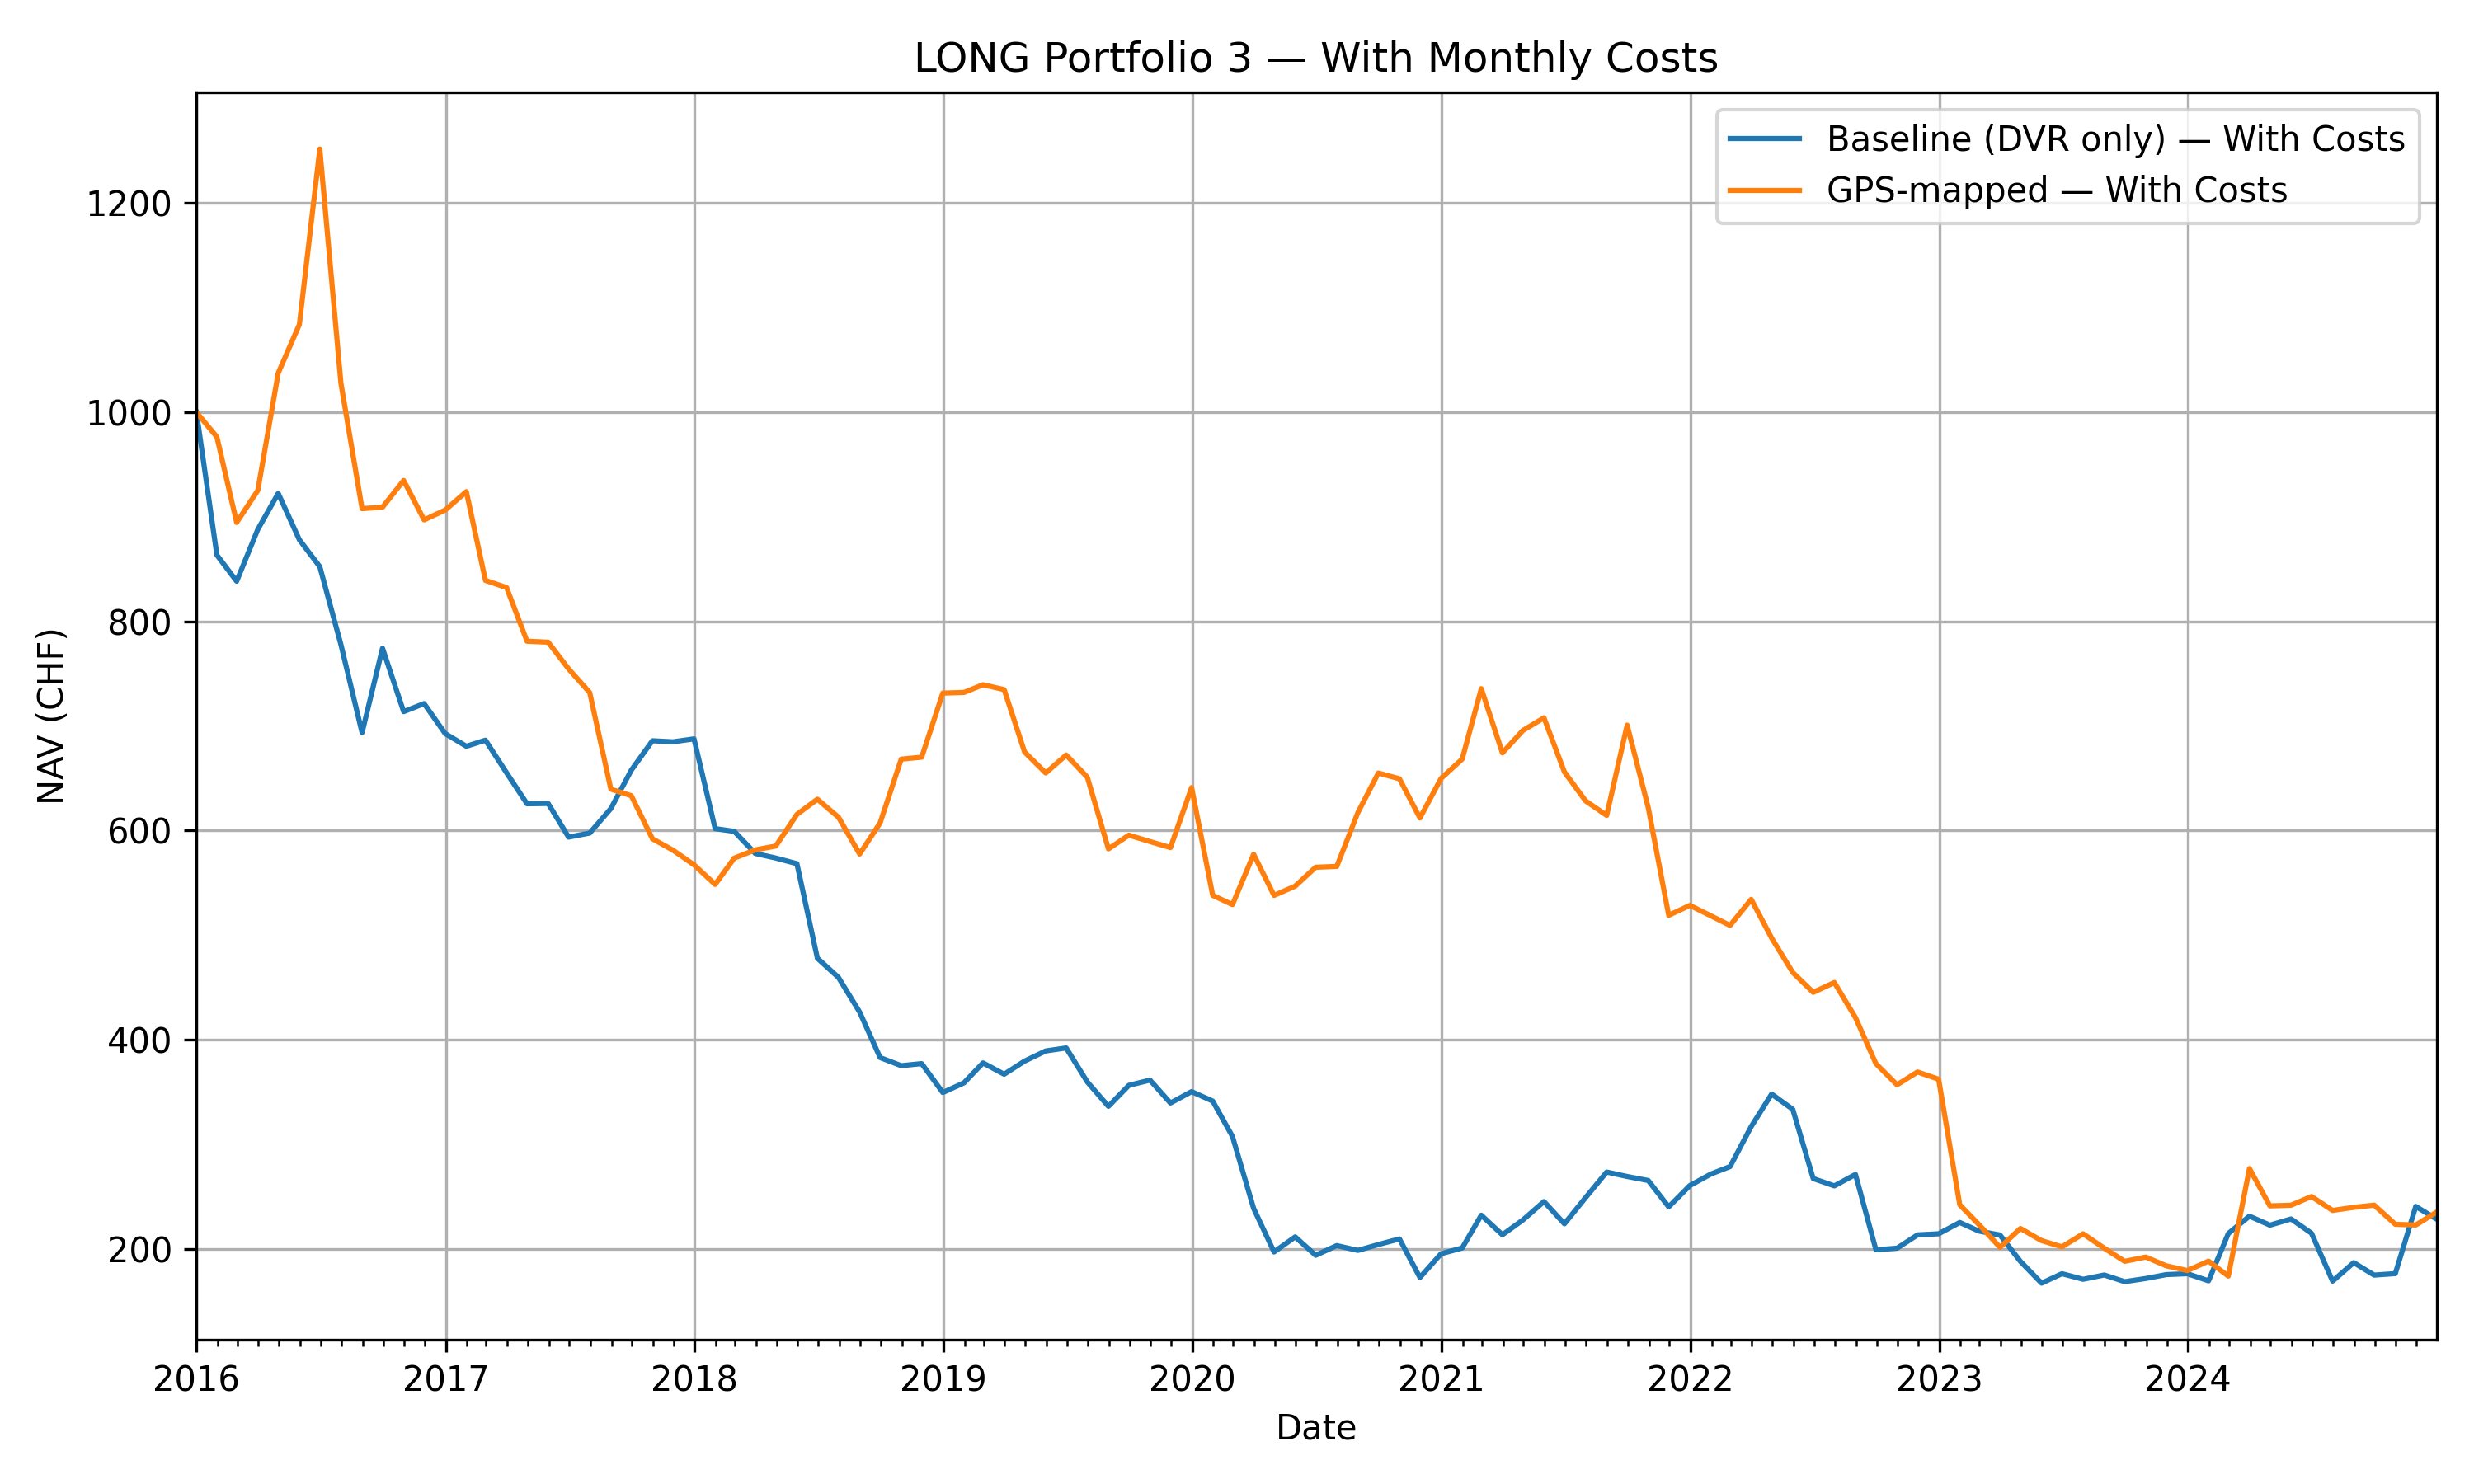 LONG Portfolio 3 — With Monthly Costs
Baseline (DVR only) — With Costs
GPS-mapped — With Costs
NAV (CHF)
1200
1000
800
600
400
200
2016 2017 2018 2019 2020 2021 2022 2023 2024
Date